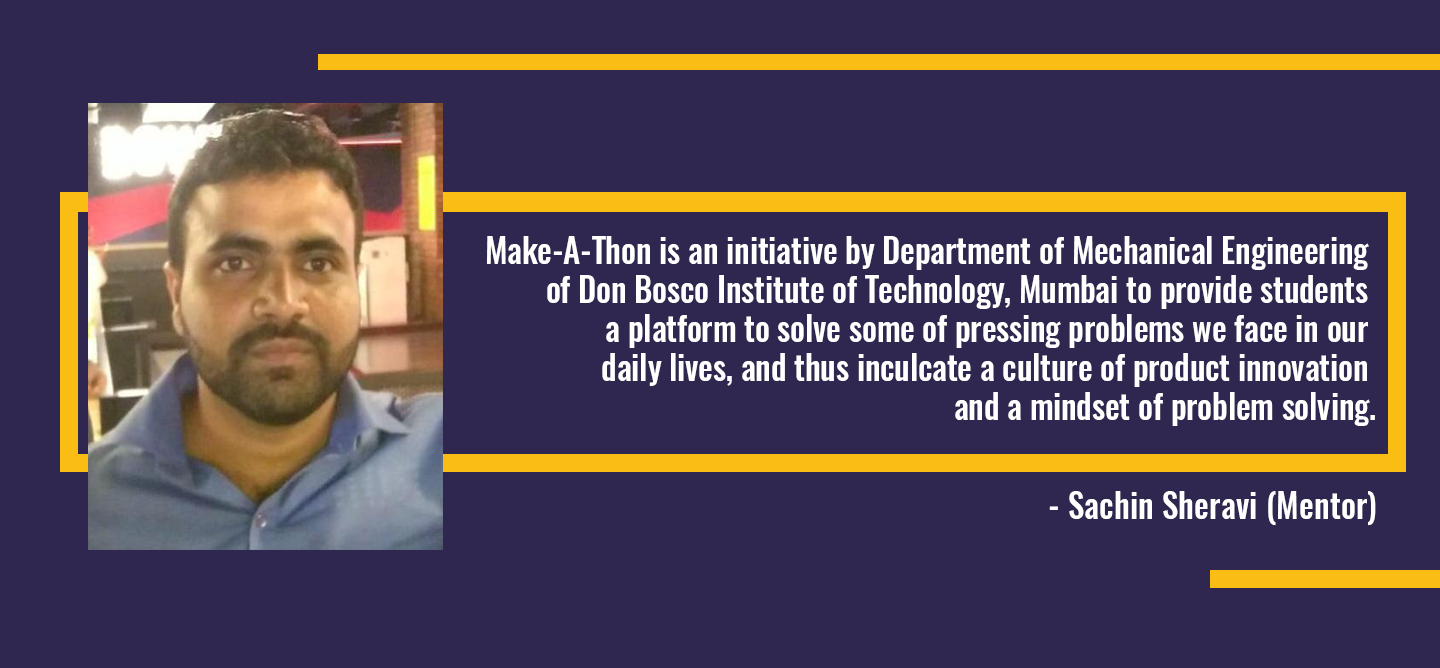 Make-A-Thon is an initiative by Department of Mechanical Engineering
of Don Bosco Institute of Technology, Mumbai to provide students
a platform to solve some of pressing problems we face in our
daily lives, and thus inculcate a culture of product innovation
and a mindset of problem solving.
- Sachin Sheravi (Mentor)